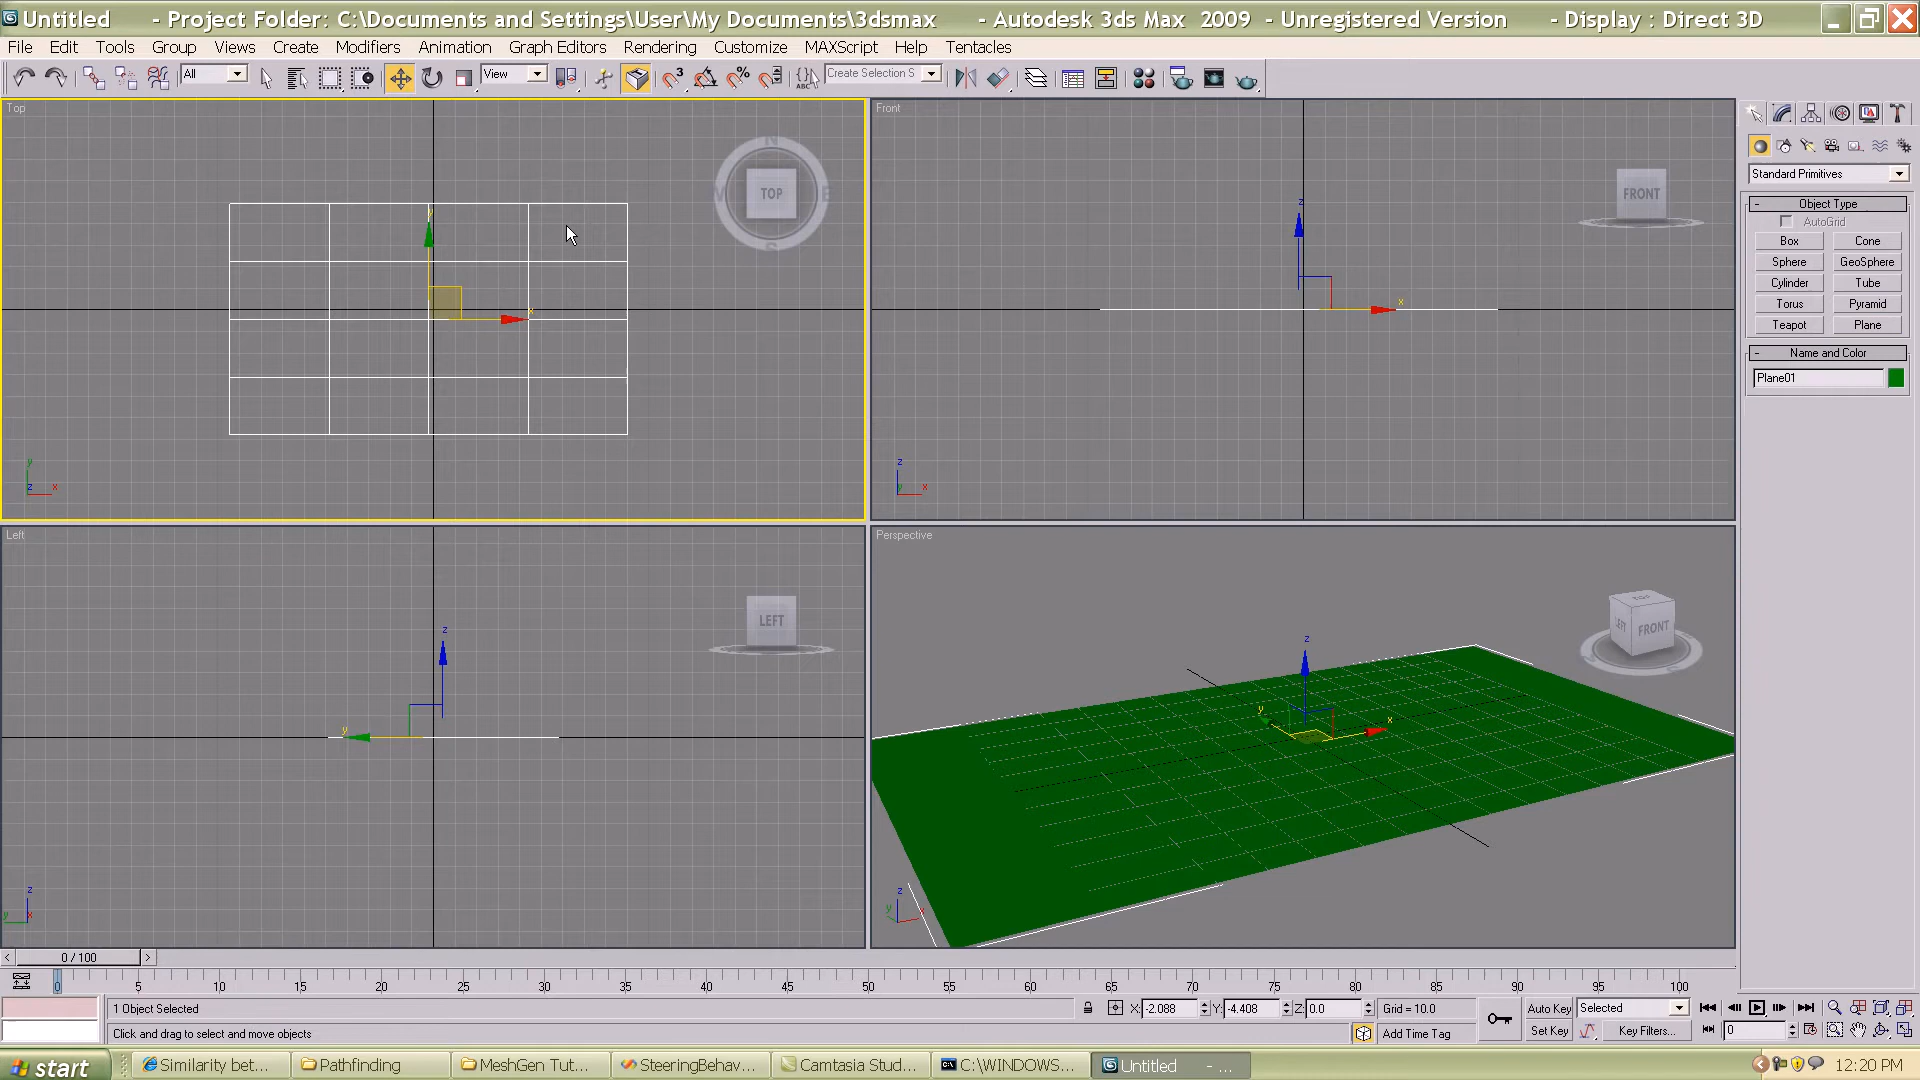 Untitled - Project Folder: C:\Documents and Settings\User\My Documents\3dsmax - Autodesk 3ds Max 2009 - Unregistered Version - Display : Direct 3D
File Edit Tools Group Views Create Modifiers Animation Graph Editors Rendering Customize MAXScript Help Tentacles
All View Create Selection S
Top
N
TOP
S
y
x
y
z x
Front
FRONT
z
x
z
y x
Standard Primitives
- Object Type
AutoGrid
Box Cone
Sphere GeoSphere
Cylinder Tube
Torus Pyramid
Teapot Plane
- Name and Color
Plane01
Left
LEFT
z
y
z
y x
Perspective
TOP
LEFT FRONT
z
y x
z
y x
< 0 / 100 >
0 5 10 15 20 25 30 35 40 45 50 55 60 65 70 75 80 85 90 95 100
1 Object Selected X: -2.088 Y: -4.408 Z: 0.0 Grid = 10.0 Auto Key Selected
Click and drag to select and move objects Add Time Tag Set Key Key Filters... 0
start Similarity bet... Pathfinding MeshGen Tut... SteeringBehav... Camtasia Stud... C:\WINDOWS... Untitled - ... 12:20 PM